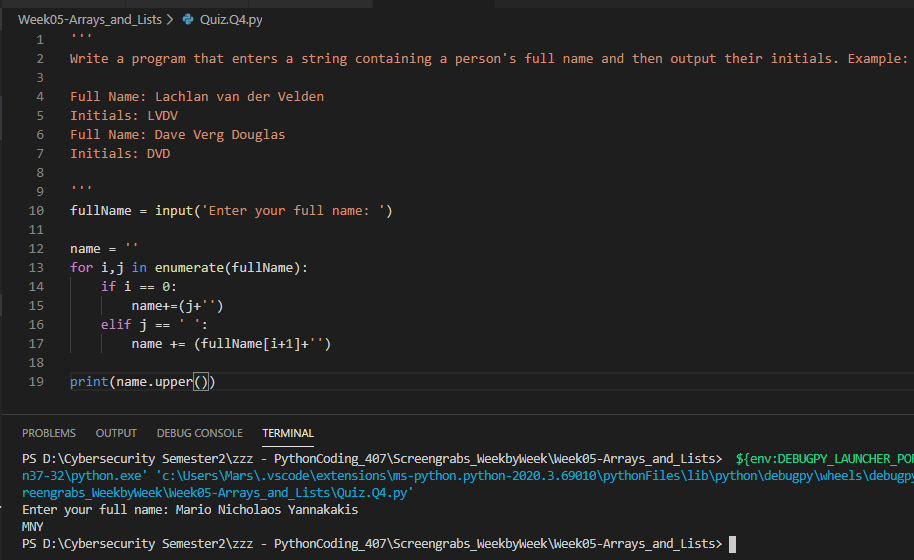 Week05-Arrays_and_Lists > Quiz.Q4.py
1 '''
2 Write a program that enters a string containing a person's full name and then output their initials. Example:
3
4 Full Name: Lachlan van der Velden
5 Initials: LVDV
6 Full Name: Dave Verg Douglas
7 Initials: DVD
8
9 '''
10 fullName = input('Enter your full name: ')
11
12 name = ''
13 for i,j in enumerate(fullName):
14 if i == 0:
15 name+=(j+'')
16 elif j == ' ':
17 name += (fullName[i+1]+'')
18
19 print(name.upper())
PROBLEMS OUTPUT DEBUG CONSOLE TERMINAL
PS D:\Cybersecurity Semester2\zzz - PythonCoding_407\Screengrabs_WeekbyWeek\Week05-Arrays_and_Lists> ${env:DEBUGPY_LAUNCHER_POR
n37-32\python.exe' 'c:\Users\Mars\.vscode\extensions\ms-python.python-2020.3.69010\pythonFiles\lib\python\debugpy\wheels\debugpy
reengrabs_WeekbyWeek\Week05-Arrays_and_Lists\Quiz.Q4.py'
Enter your full name: Mario Nicholaos Yannakakis
MNY
PS D:\Cybersecurity Semester2\zzz - PythonCoding_407\Screengrabs_WeekbyWeek\Week05-Arrays_and_Lists>